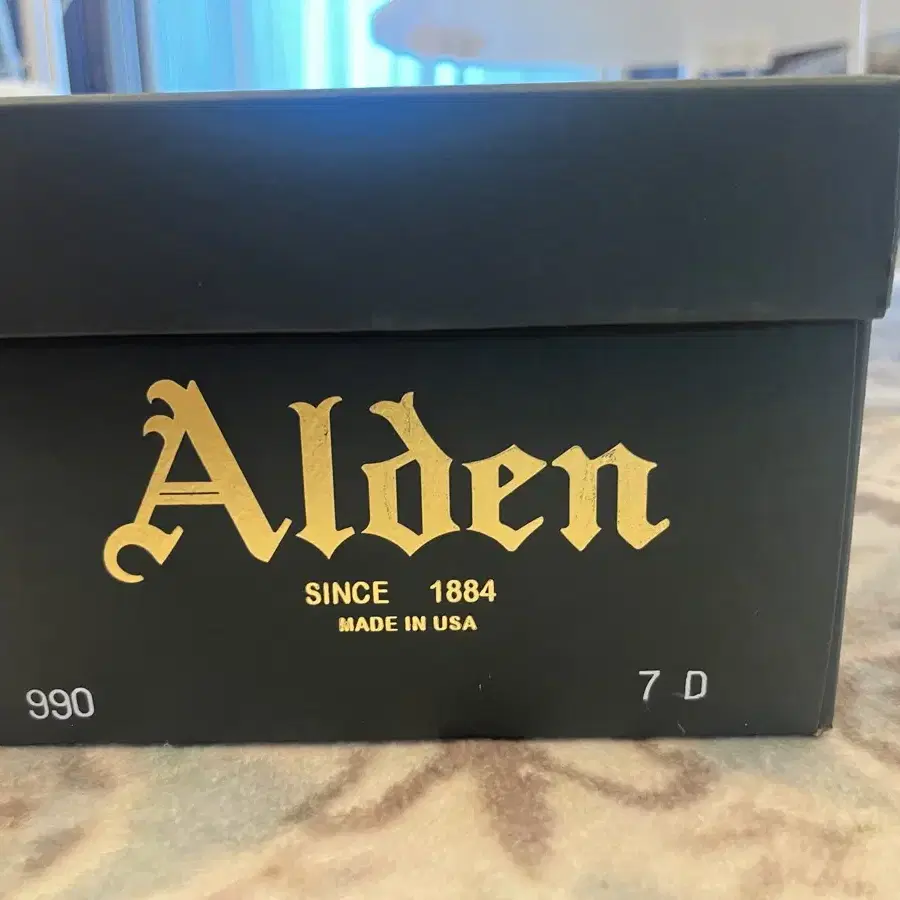 Alden
SINCE 1884
MADE IN USA
990
7 D